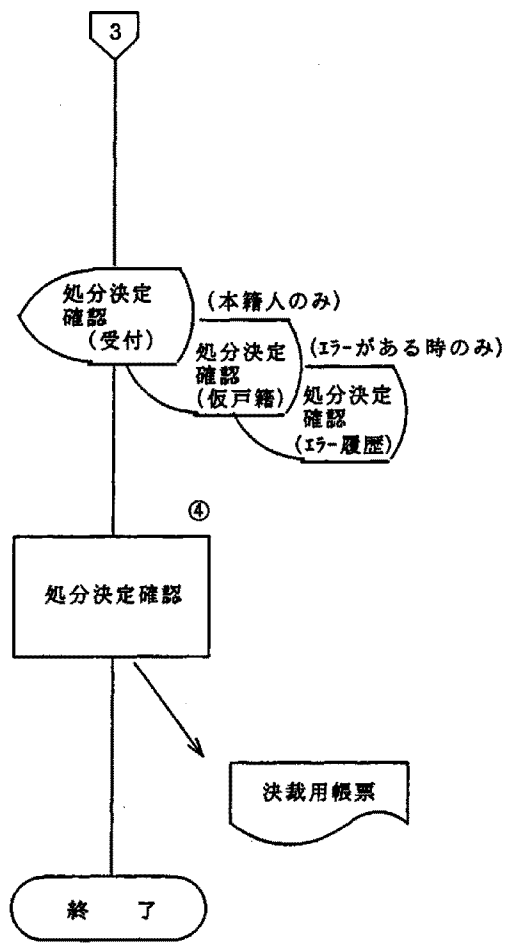 3
処分決定
確認
(受付)
(本籍人のみ)
処分決定
確認
(仮戸籍)
(ｴﾗｰがある時のみ)
処分決定
確認
(ｴﾗｰ履歴)
④
処分決定確認
決裁用帳票
終　了